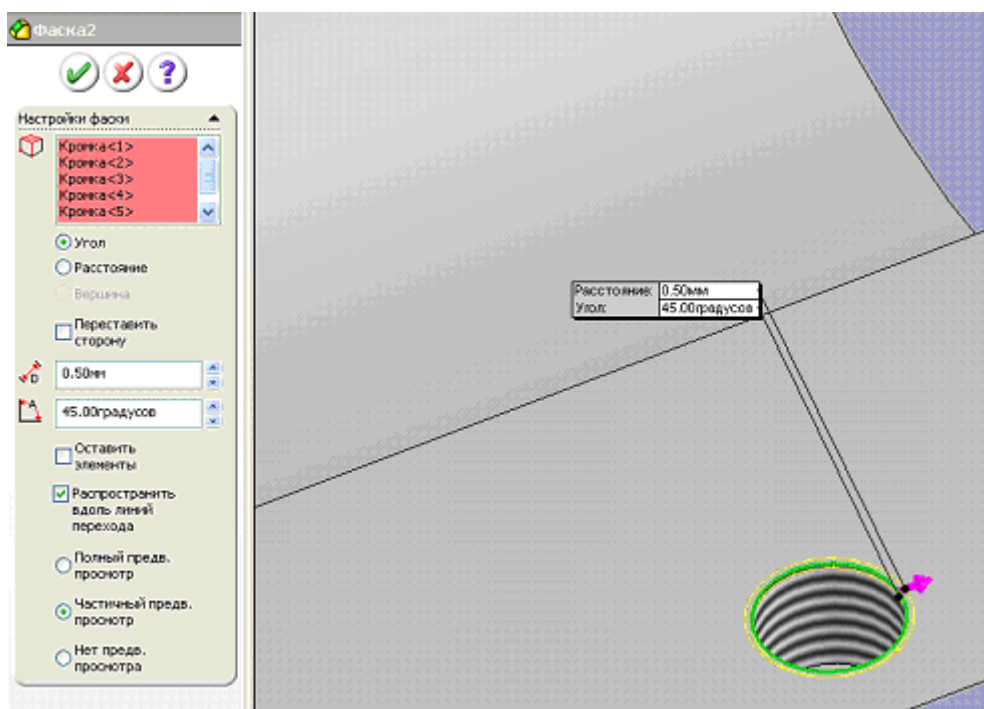 Фаска2
Настройки фаски
Кромка<1>
Кромка<2>
Кромка<3>
Кромка<4>
Кромка<5>
Угол
Расстояние
Вершина
Переставить
сторону
D
0.50мм
A
45.00градусов
Оставить
элементы
Распространить
вдоль линий
перехода
Полный предв.
просмотр
Частичный предв.
просмотр
Нет предв.
просмотра
Расстояние: 0.50мм
Угол: 45.00градусов